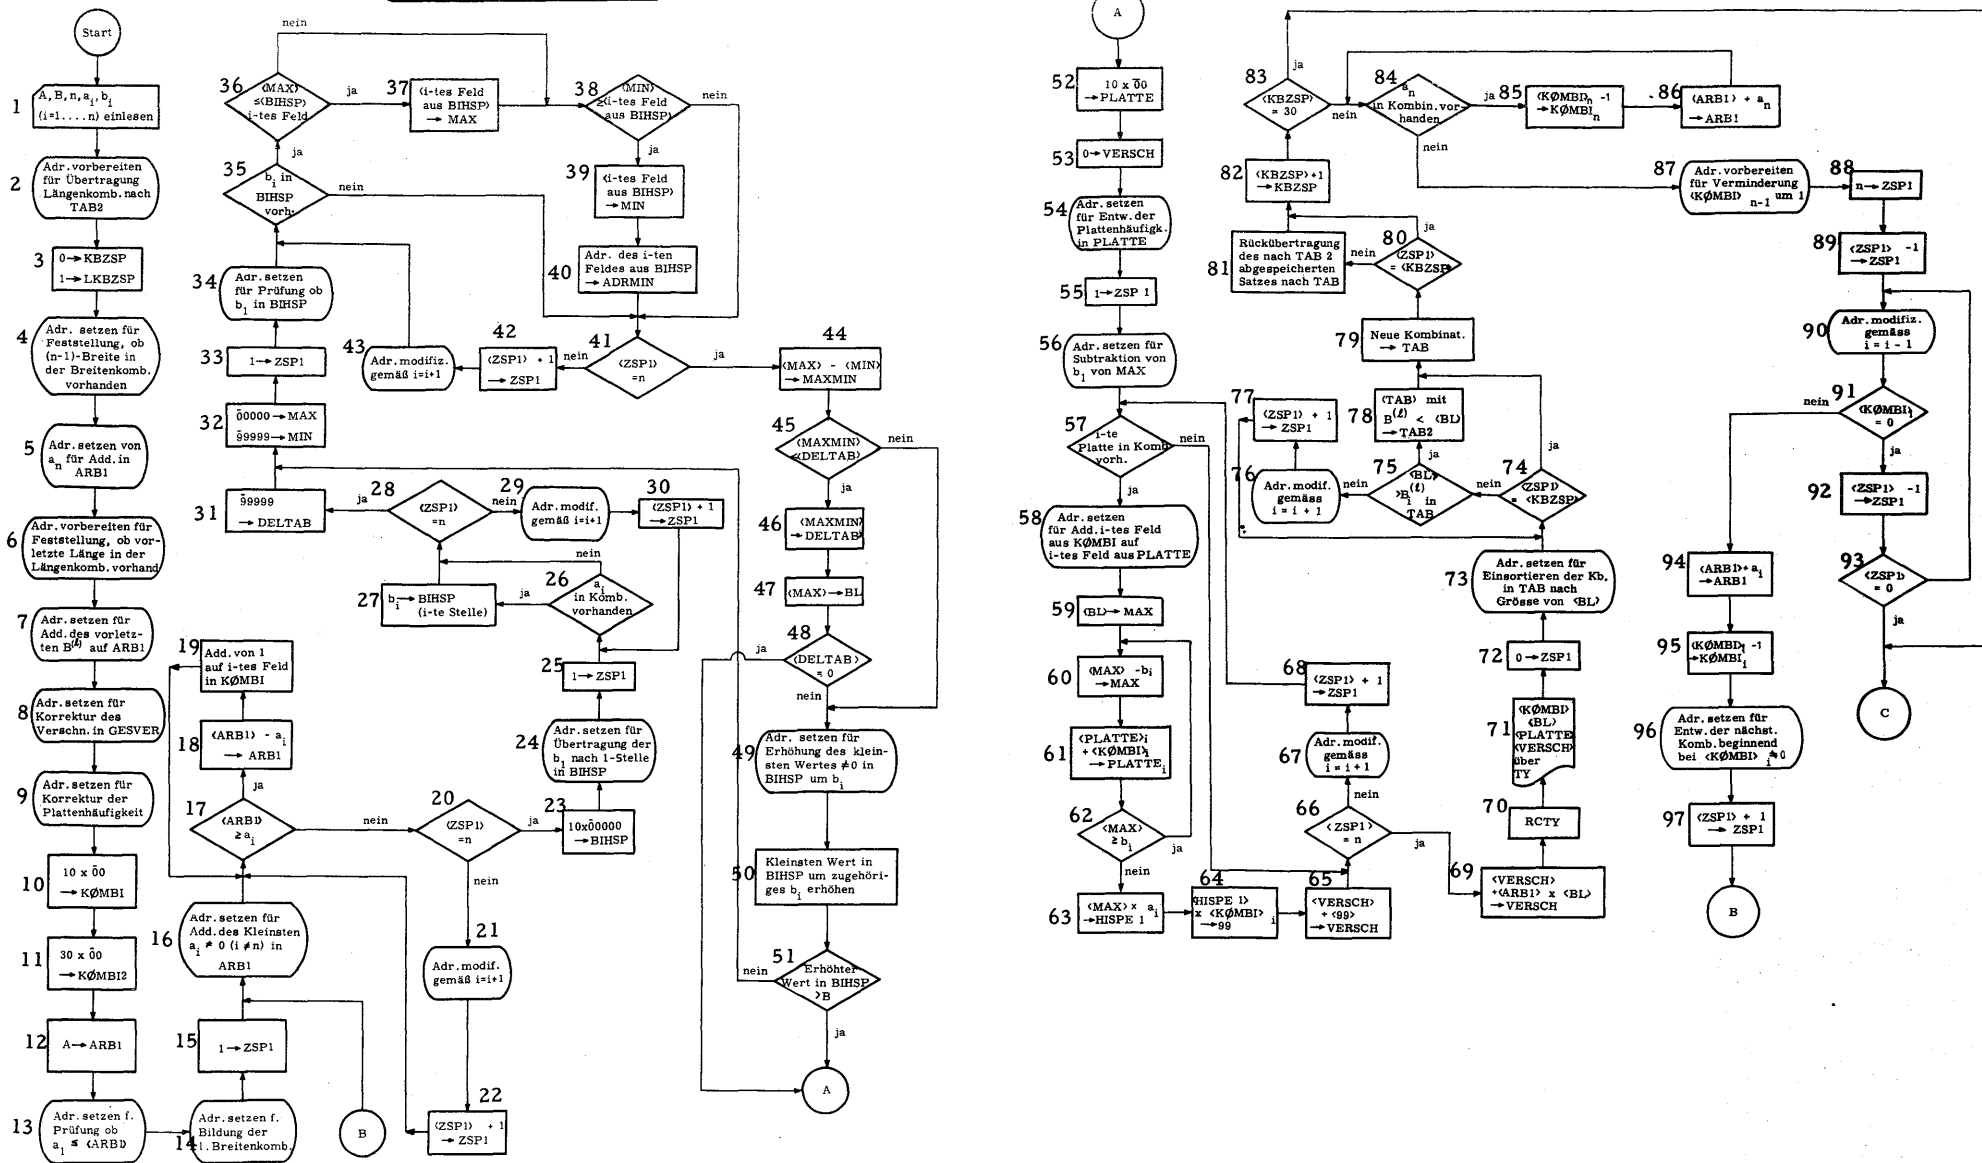 Start
1
A, B, n, a_i, b_i
(i=1....n) einlesen
2
Adr. vorbereiten
für Übertragung
Längenkomb. nach
TAB2
3
0→KBZSP
1→LKBZSP
4
Adr. setzen für
Feststellung, ob
(n-1)-Breite in
der Breitenkomb.
vorhanden
5
Adr. setzen von
a_n für Add. in
ARB1
6
Adr. vorbereiten für
Feststellung, ob vor-
letzte Länge in der
Längenkomb. vorhand
7
Adr. setzen für
Add. des vorletz-
ten B^(ℓ) auf ARB1
8
Adr. setzen für
Korrektur des
Verschn. in GESVER
9
Adr. setzen für
Korrektur der
Plattenhäufigkeit
10
10 x 0̄0
→ KØMBI
11
30 x 0̄0
→ KØMBI2
12
A→ARB1
13
Adr. setzen f.
Prüfung ob
a_1 ≤ ⟨ARB1⟩
14
Adr. setzen f.
Bildung der
1. Breitenkomb.
15
1→ZSP1
B
16
Adr. setzen für
Add. des Kleinsten
a_i ≠ 0 (i ≠ n) in
ARB1
17
⟨ARB1⟩
≥ a_i
ja
nein
18
⟨ARB1⟩ - a_i
→ ARB1
19
Add. von 1
auf i-tes Feld
in KØMBI
20
⟨ZSP1⟩
=n
ja
nein
21
Adr. modif.
gemäß i=i+1
22
⟨ZSP1⟩ + 1
→ ZSP1
23
10x0̄0000
→BIHSP
24
Adr. setzen für
Übertragung der
b_1 nach 1-Stelle
in BIHSP
25
1→ZSP1
26
a_i
in Komb.
vorhanden
nein
ja
27
b_i→BIHSP
(i-te Stelle)
28
⟨ZSP1⟩
=n
ja
nein
29
Adr. modif.
gemäß i=i+1
30
⟨ZSP1⟩ + 1
→ZSP1
31
9̄9999
→ DELTAB
32
0̄0000→MAX
9̄9999→MIN
33
1→ZSP1
34
Adr. setzen
für Prüfung ob
b_1 in BIHSP
35
b_i in
BIHSP
vorh.
ja
nein
36
⟨MAX⟩
≤⟨BIHSP⟩
i-tes Feld
nein
ja
37
⟨i-tes Feld
aus BIHSP⟩
→ MAX
38
⟨MIN⟩
≥⟨i-tes Feld
aus BIHSP⟩
nein
ja
39
⟨i-tes Feld
aus BIHSP⟩
→ MIN
40
Adr. des i-ten
Feldes aus BIHSP
→ADRMIN
41
⟨ZSP1⟩
=n
nein
ja
42
⟨ZSP1⟩ + 1
→ ZSP1
43
Adr. modifiz.
gemäß i=i+1
44
⟨MAX⟩ - ⟨MIN⟩
→ MAXMIN
45
⟨MAXMIN⟩
≤⟨DELTAB⟩
nein
ja
46
⟨MAXMIN⟩
→ DELTAB
47
⟨MAX⟩→BL
48
⟨DELTAB⟩
= 0
ja
nein
49
Adr. setzen für
Erhöhung des klein-
sten Wertes ≠0 in
BIHSP um b_i
50
Kleinsten Wert in
BIHSP um zugehöri-
ges b_i erhöhen
51
Erhöhter
Wert in BIHSP
>B
nein
ja
A
A
52
10 x 0̄0
→PLATTE
53
0→VERSCH
54
Adr. setzen
für Entw. der
Plattenhäufigk.
in PLATTE
55
1→ZSP 1
56
Adr. setzen für
Subtraktion von
b_1 von MAX
57
i-te
Platte in Komb.
vorh.
nein
ja
58
Adr. setzen
für Add. i-tes Feld
aus KØMBI auf
i-tes Feld aus PLATTE
59
⟨BL⟩→ MAX
60
⟨MAX⟩ -b_i
→MAX
61
⟨PLATTE⟩_i
+⟨KØMBI⟩_i
→PLATTE_i
62
⟨MAX⟩
≥ b_i
ja
nein
63
⟨MAX⟩ x a_i
→HISPE 1
64
⟨HISPE 1⟩
x ⟨KØMBI⟩_i
→99
65
⟨VERSCH⟩
+ ⟨99⟩
→VERSCH
66
⟨ZSP1⟩
= n
nein
ja
67
Adr. modif.
gemäss
i = i + 1
68
⟨ZSP1⟩ + 1
→ZSP1
69
⟨VERSCH⟩
+⟨ARB1⟩ x ⟨BL⟩
→VERSCH
70
RCTY
71
⟨KØMBI⟩
⟨BL⟩
⟨PLATTE⟩
⟨VERSCH⟩
über
TY
72
0→ZSP1
73
Adr. setzen für
Einsortieren der Kb.
in TAB nach
Grösse von ⟨BL⟩
74
⟨ZSP1⟩
= ⟨KBZSP⟩
nein
ja
75
⟨BL⟩
>B_i^(ℓ)
in
TAB
nein
ja
76
Adr. modif.
gemäss
i = i + 1
77
⟨ZSP1⟩ + 1
→ ZSP1
78
⟨TAB⟩ mit
B^(ℓ) < ⟨BL⟩
→TAB2
79
Neue Kombinat.
→ TAB
80
⟨ZSP1⟩
= ⟨KBZSP⟩
nein
ja
81
Rückübertragung
des nach TAB 2
abgespeicherten
Satzes nach TAB
82
⟨KBZSP⟩+1
→KBZSP
83
⟨KBZSP⟩
= 30
ja
nein
84
a_n
in Kombin. vor-
handen
ja
nein
85
⟨KØMBI⟩_n -1
→KØMBI_n
86
⟨ARB1⟩ + a_n
→ARB1
87
Adr. vorbereiten
für Verminderung
⟨KØMBI⟩_n-1 um 1
88
n→ZSP1
89
⟨ZSP1⟩ -1
→ZSP1
90
Adr. modifiz.
gemäss
i = i - 1
91
⟨KØMBI⟩_i
= 0
nein
ja
92
⟨ZSP1⟩ -1
→ZSP1
93
⟨ZSP1⟩
= 0
ja
C
94
⟨ARB1⟩+ a_i
→ARB1
95
⟨KØMBI⟩_i -1
→KØMBI_i
96
Adr. setzen für
Entw. der nächst.
Komb. beginnend
bei ⟨KØMBI⟩_i ≠0
97
⟨ZSP1⟩ + 1
→ ZSP1
B